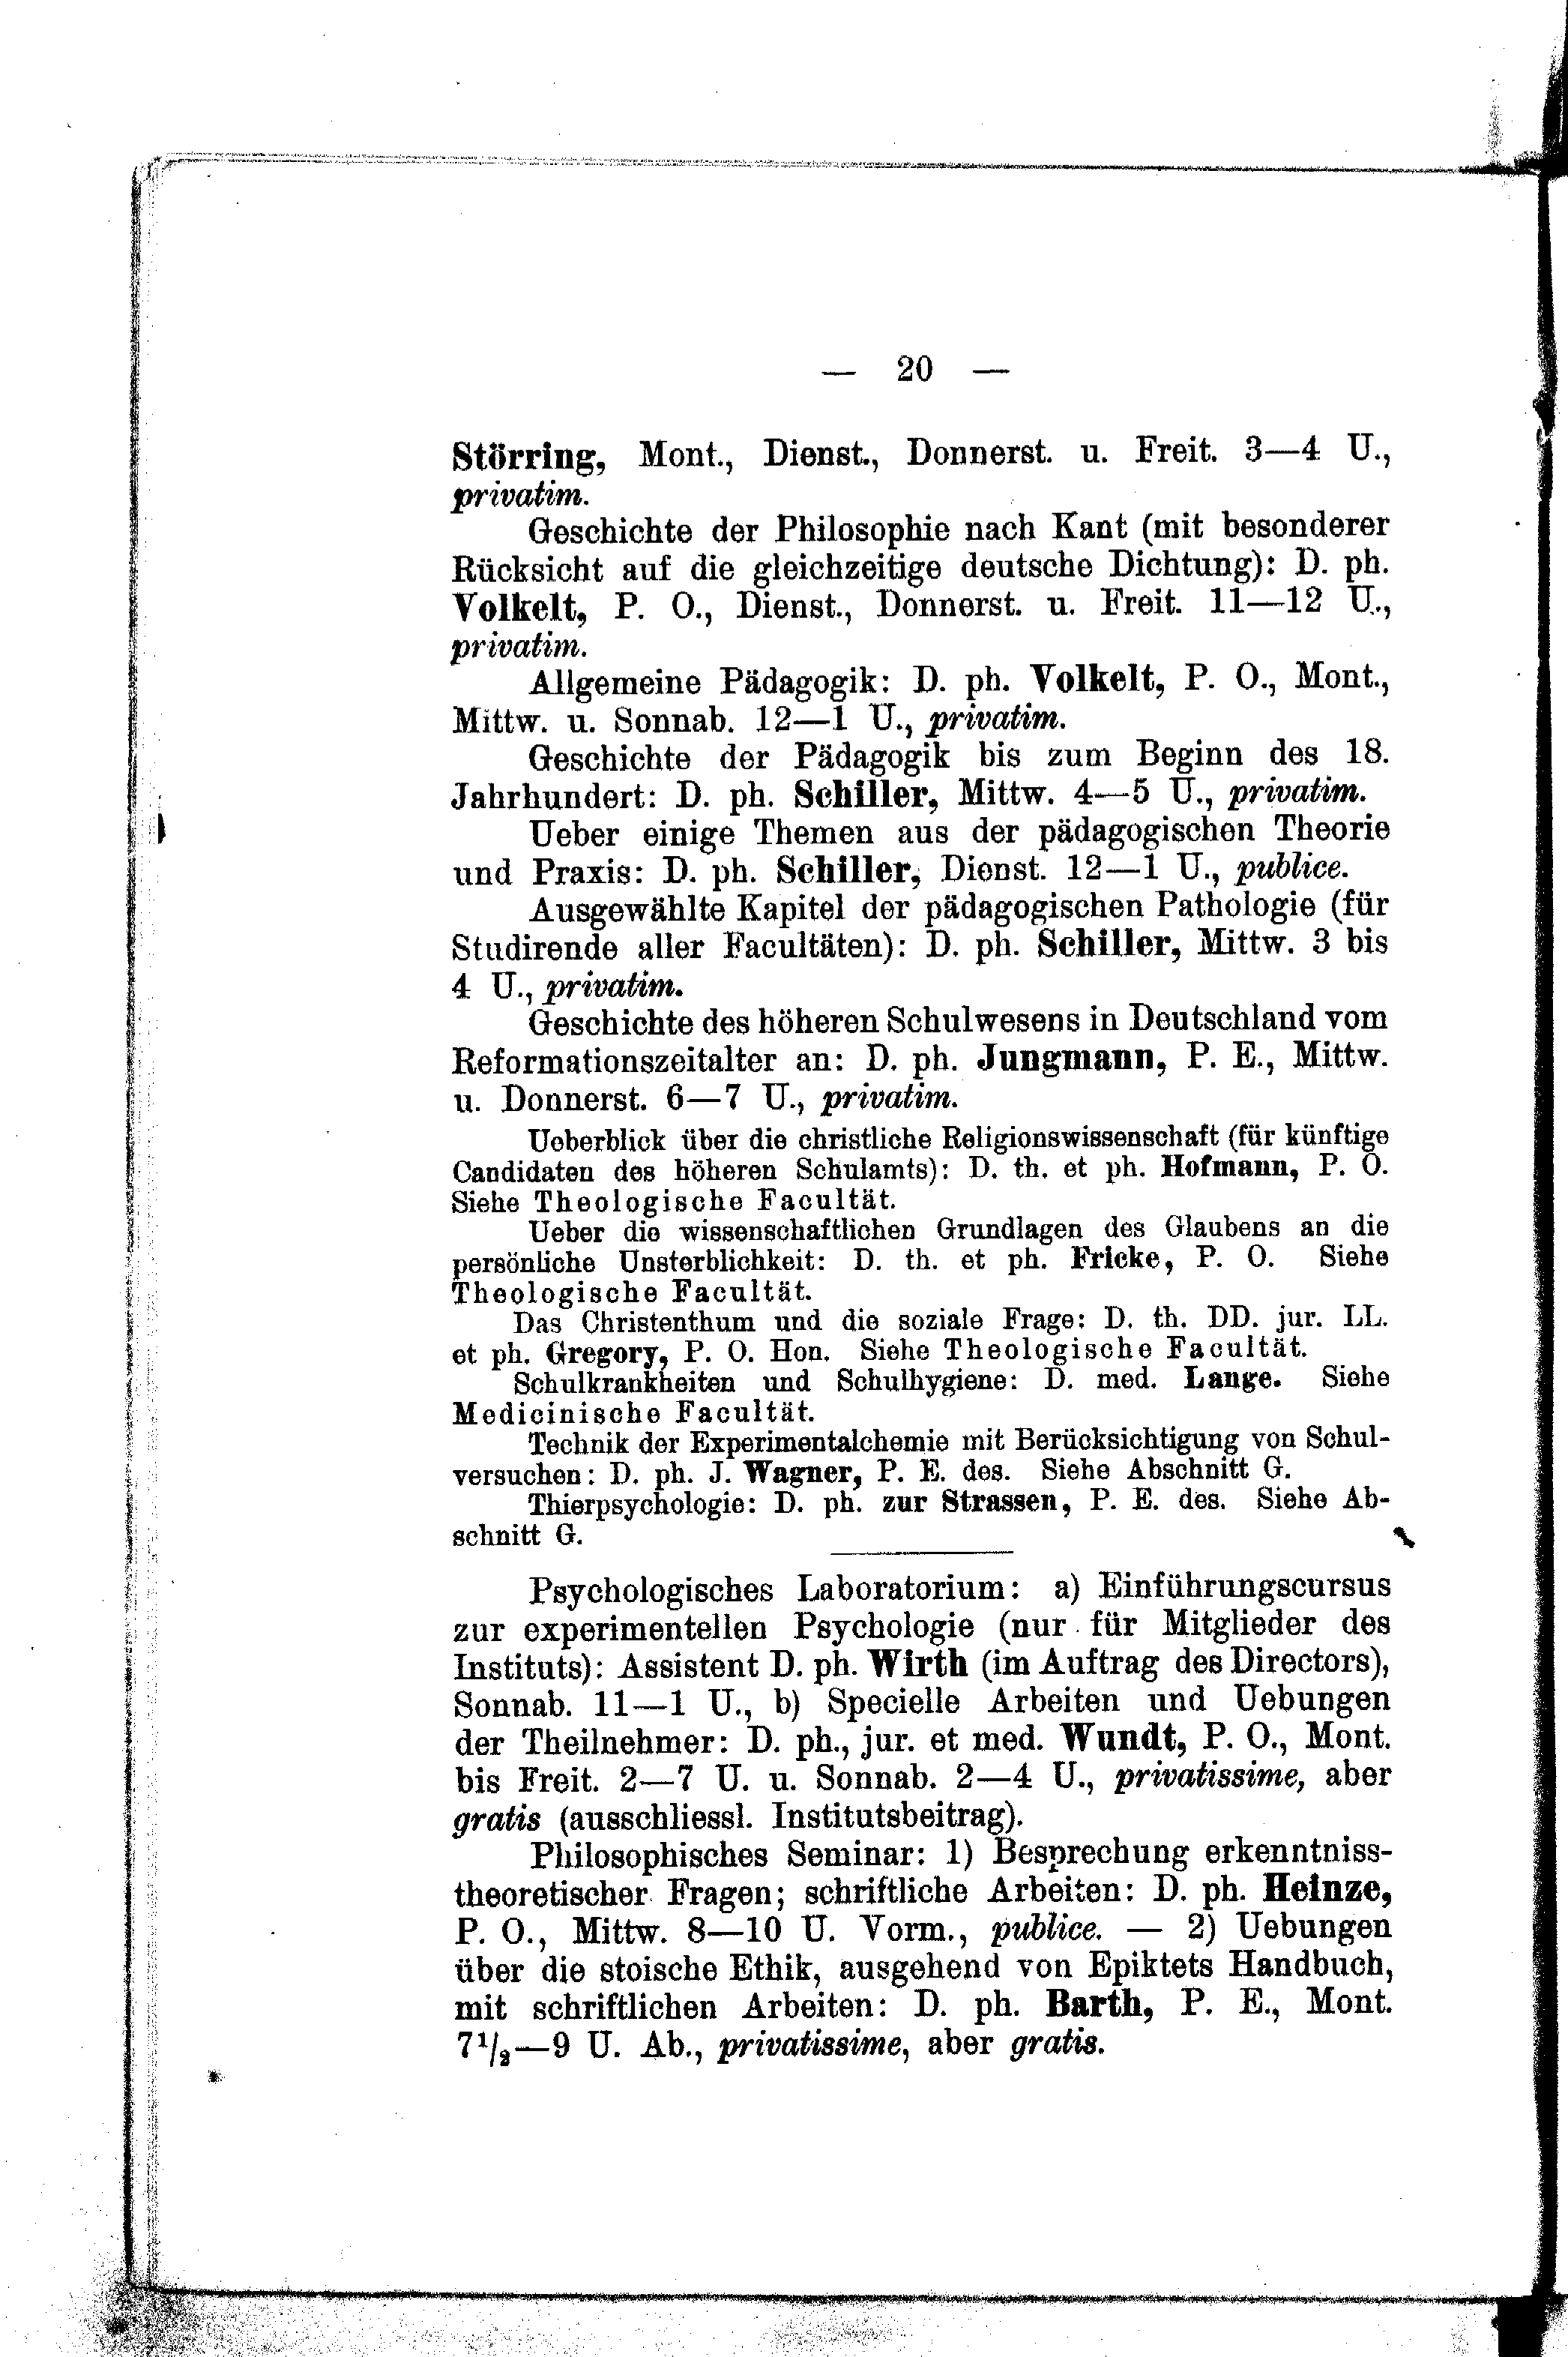 — 20 —
Störring, Mont., Dienst., Donnerst. u. Freit. 3—4 U.,
privatim.
Geschichte der Philosophie nach Kant (mit besonderer
Rücksicht auf die gleichzeitige deutsche Dichtung): D. ph.
Volkelt, P. O., Dienst., Donnerst. u. Freit. 11—12 U.,
privatim.
Allgemeine Pädagogik: D. ph. Volkelt, P. O., Mont.,
Mittw. u. Sonnab. 12—1 U., privatim.
Geschichte der Pädagogik bis zum Beginn des 18.
Jahrhundert: D. ph. Schiller, Mittw. 4—5 U., privatim.
Ueber einige Themen aus der pädagogischen Theorie
und Praxis: D. ph. Schiller, Dienst. 12—1 U., publice.
Ausgewählte Kapitel der pädagogischen Pathologie (für
Studirende aller Facultäten): D. ph. Schiller, Mittw. 3 bis
4 U., privatim.
Geschichte des höheren Schulwesens in Deutschland vom
Reformationszeitalter an: D. ph. Jungmann, P. E., Mittw.
u. Donnerst. 6—7 U., privatim.
Ueberblick über die christliche Religionswissenschaft (für künftige
Candidaten des höheren Schulamts): D. th. et ph. Hofmann, P. O.
Siehe Theologische Facultät.
Ueber die wissenschaftlichen Grundlagen des Glaubens an die
persönliche Unsterblichkeit: D. th. et ph. Fricke, P. O. Siehe
Theologische Facultät.
Das Christenthum und die soziale Frage: D. th. DD. jur. LL.
et ph. Gregory, P. O. Hon. Siehe Theologische Facultät.
Schulkrankheiten und Schulhygiene: D. med. Lange. Siehe
Medicinische Facultät.
Technik der Experimentalchemie mit Berücksichtigung von Schul-
versuchen: D. ph. J. Wagner, P. E. des. Siehe Abschnitt G.
Thierpsychologie: D. ph. zur Strassen, P. E. des. Siehe Ab-
schnitt G.
Psychologisches Laboratorium: a) Einführungscursus
zur experimentellen Psychologie (nur für Mitglieder des
Instituts): Assistent D. ph. Wirth (im Auftrag des Directors),
Sonnab. 11—1 U., b) Specielle Arbeiten und Uebungen
der Theilnehmer: D. ph., jur. et med. Wundt, P. O., Mont.
bis Freit. 2—7 U. u. Sonnab. 2—4 U., privatissime, aber
gratis (ausschliessl. Institutsbeitrag).
Philosophisches Seminar: 1) Besprechung erkenntniss-
theoretischer Fragen; schriftliche Arbeiten: D. ph. Heinze,
P. O., Mittw. 8—10 U. Vorm., publice. — 2) Uebungen
über die stoische Ethik, ausgehend von Epiktets Handbuch,
mit schriftlichen Arbeiten: D. ph. Barth, P. E., Mont.
7¹/₂—9 U. Ab., privatissime, aber gratis.